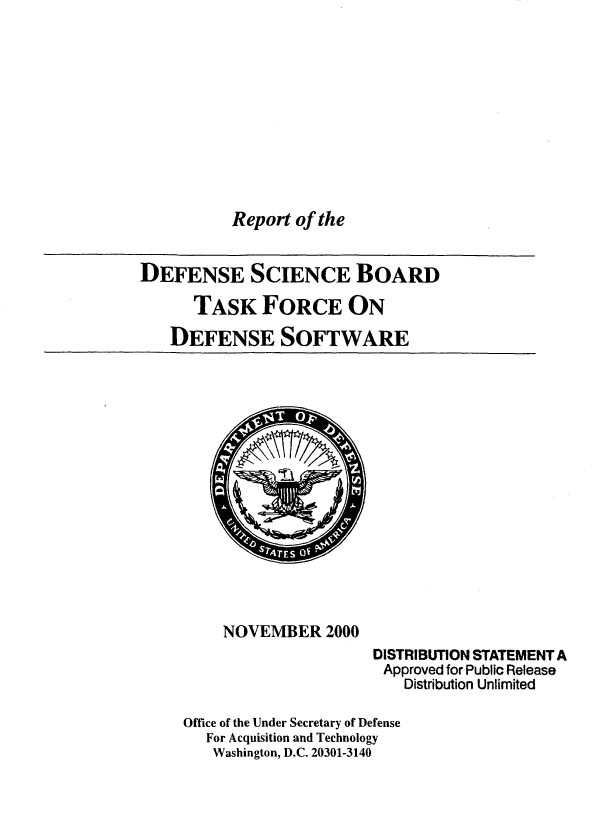 Report of the
DEFENSE SCIENCE BOARD
TASK FORCE ON
DEFENSE SOFTWARE
DEPARTMENT OF DEFENSE
UNITED STATES OF AMERICA
NOVEMBER 2000
DISTRIBUTION STATEMENT A
Approved for Public Release
Distribution Unlimited
Office of the Under Secretary of Defense
For Acquisition and Technology
Washington, D.C. 20301-3140